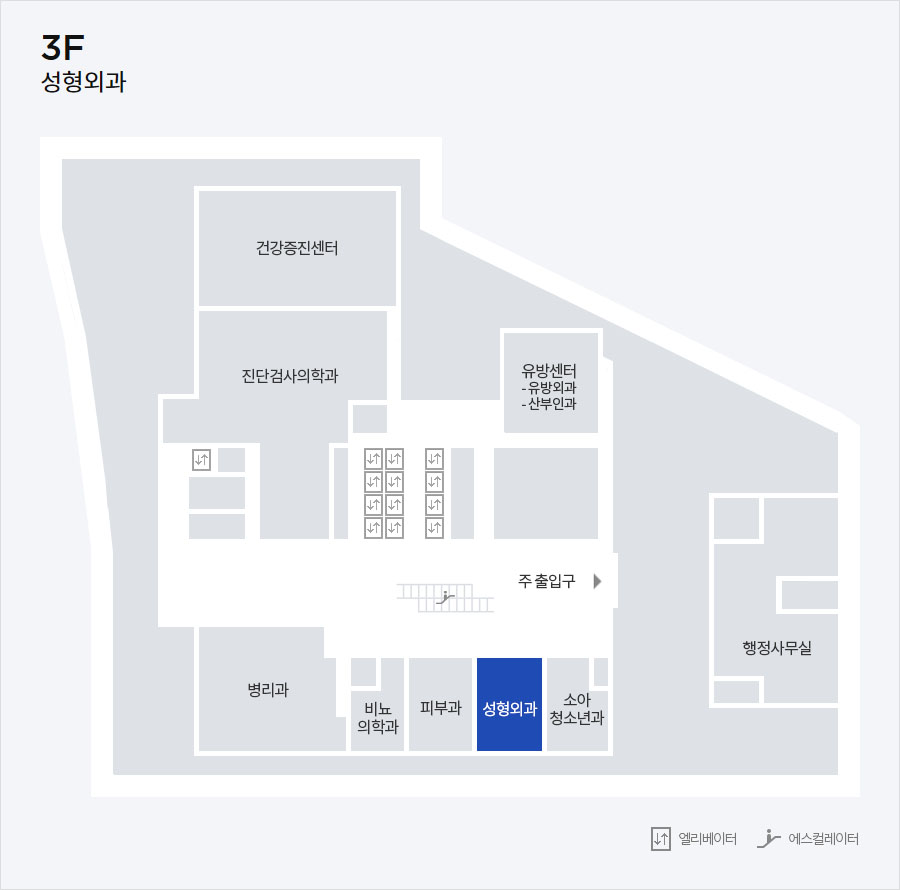 3F
성형외과
건강증진센터
진단검사의학과
유방센터
- 유방외과
- 산부인과
주 출입구
행정사무실
병리과
비뇨
의학과
피부과
성형외과
소아
청소년과
엘리베이터
에스컬레이터